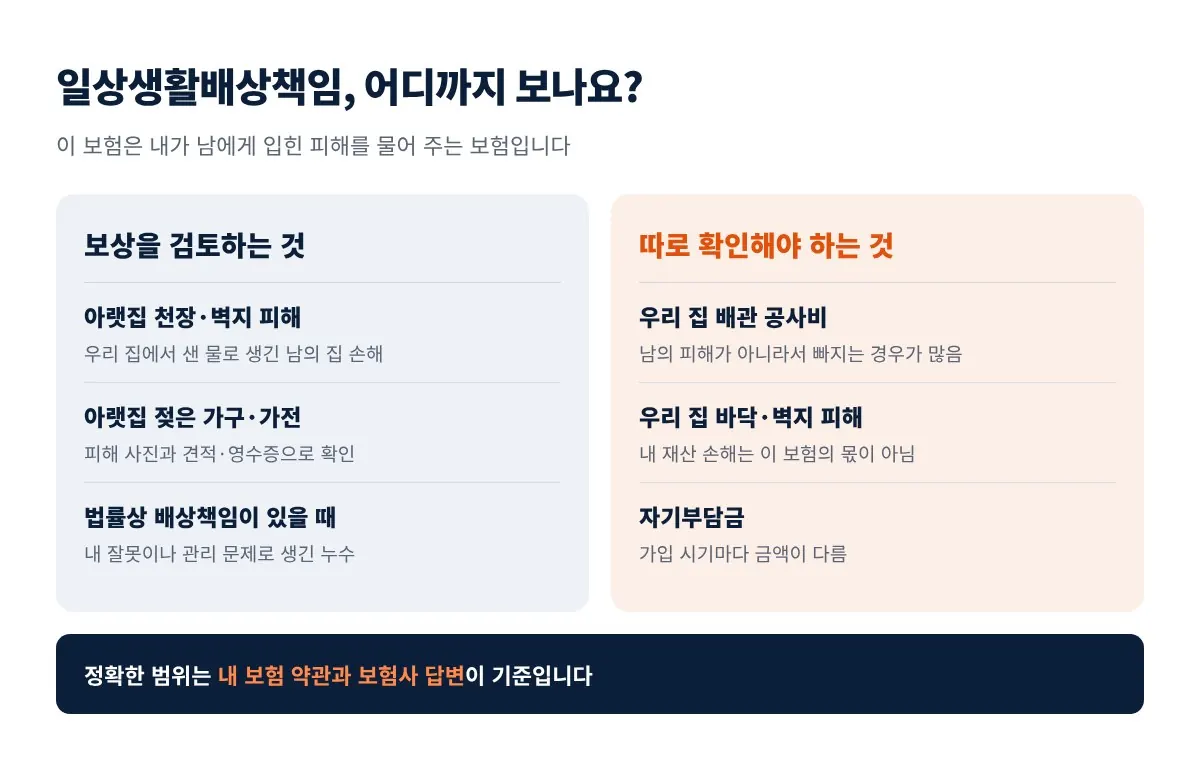 일상생활배상책임, 어디까지 보나요?
이 보험은 내가 남에게 입힌 피해를 물어 주는 보험입니다
보상을 검토하는 것
아랫집 천장·벽지 피해
우리 집에서 샌 물로 생긴 남의 집 손해
아랫집 젖은 가구·가전
피해 사진과 견적·영수증으로 확인
법률상 배상책임이 있을 때
내 잘못이나 관리 문제로 생긴 누수
따로 확인해야 하는 것
우리 집 배관 공사비
남의 피해가 아니라서 빠지는 경우가 많음
우리 집 바닥·벽지 피해
내 재산 손해는 이 보험의 몫이 아님
자기부담금
가입 시기마다 금액이 다름
정확한 범위는 내 보험 약관과 보험사 답변이 기준입니다